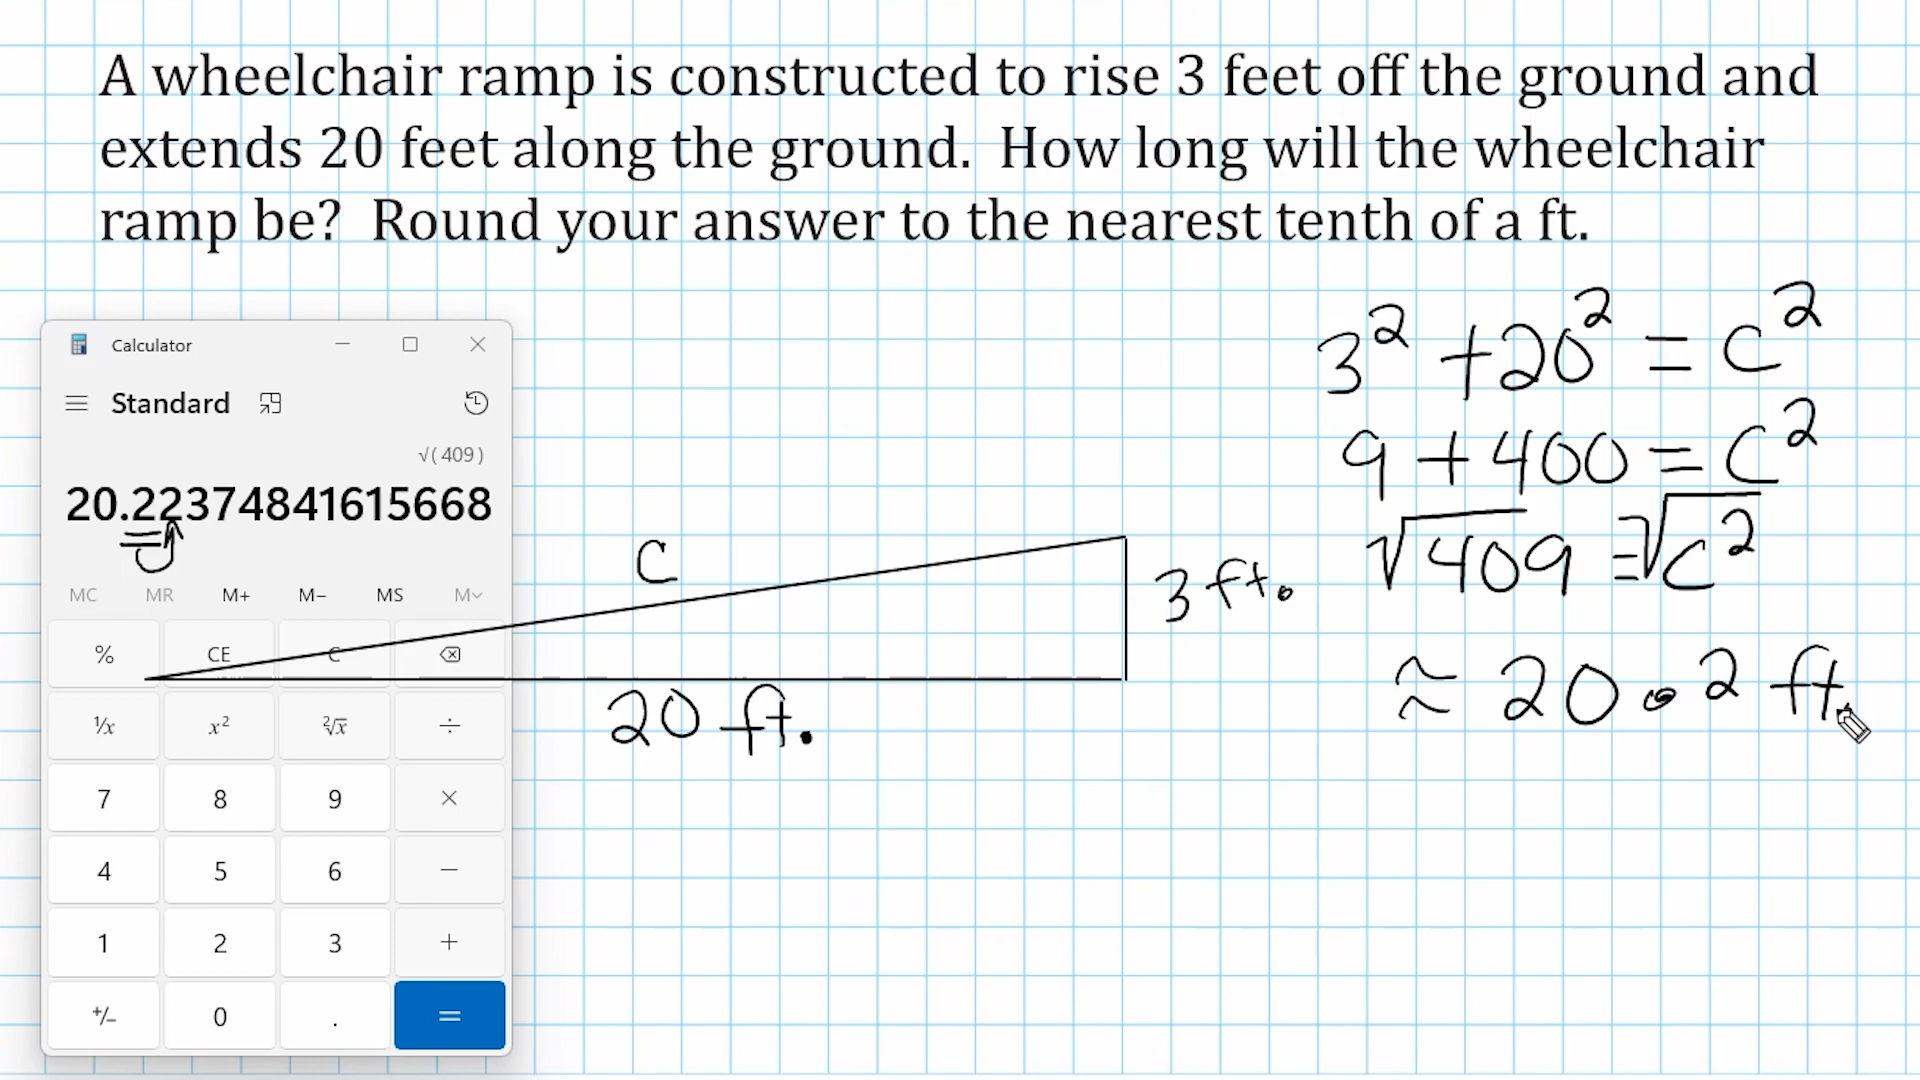 A wheelchair ramp is constructed to rise 3 feet off the ground and
extends 20 feet along the ground. How long will the wheelchair
ramp be? Round your answer to the nearest tenth of a ft.
3² + 20² = c²
9 + 400 = c²
√409 = √c²
≈ 20.2 ft.
Calculator
Standard
√( 409 )
20.22374841615668
MC MR M+ M− MS M˅
% CE C
¹/x x² ²√x ÷
7 8 9 ×
4 5 6 −
1 2 3 +
+/− 0 . =
C
3 ft.
20 ft.